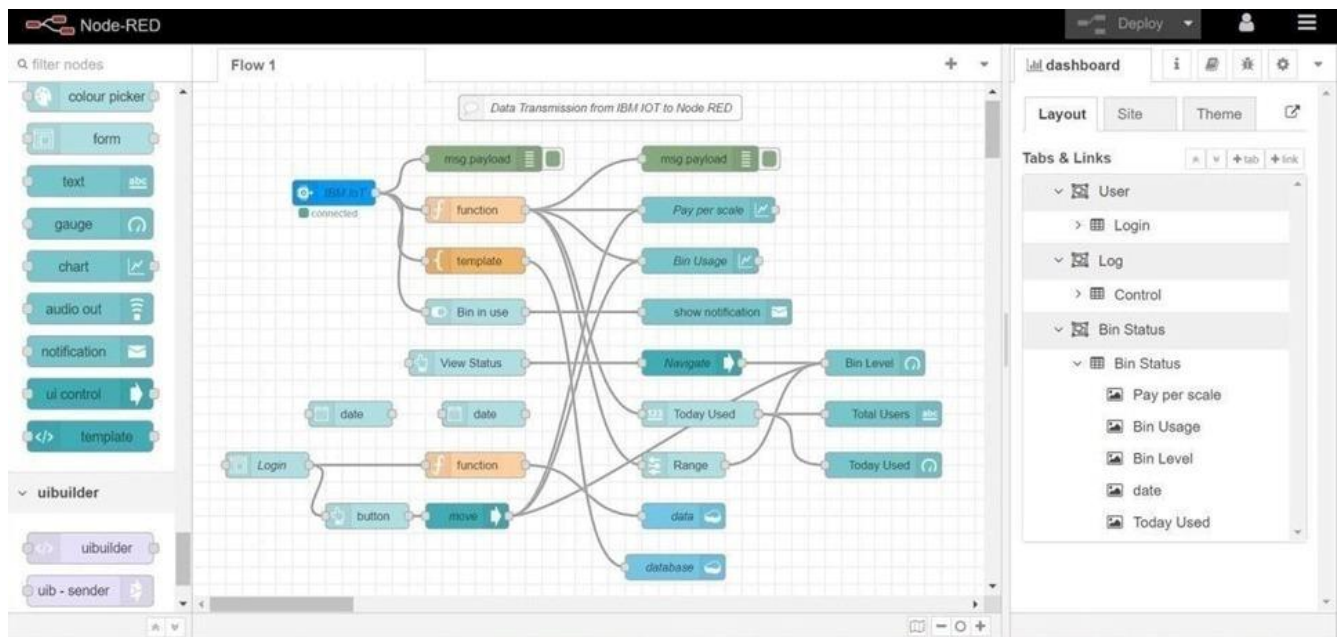 Node-RED
Deploy
filter nodes
colour picker
form
text
abc
gauge
chart
audio out
notification
ui control
</> template
uibuilder
</> uibuilder
uib - sender
Flow 1
Data Transmission from IBM IOT to Node RED
msg.payload
msg.payload
IBM IoT
connected
f function
Pay per scale
{ template
Bin Usage
Bin in use
show notification
View Status
Navigate
Bin Level
date
date
123 Today Used
Total Users abc
Login
f function
Range
Today Used
button
move
data
database
dashboard
i
Layout
Site
Theme
Tabs & Links
+ tab
+ link
User
Login
Log
Control
Bin Status
Bin Status
Pay per scale
Bin Usage
Bin Level
date
Today Used